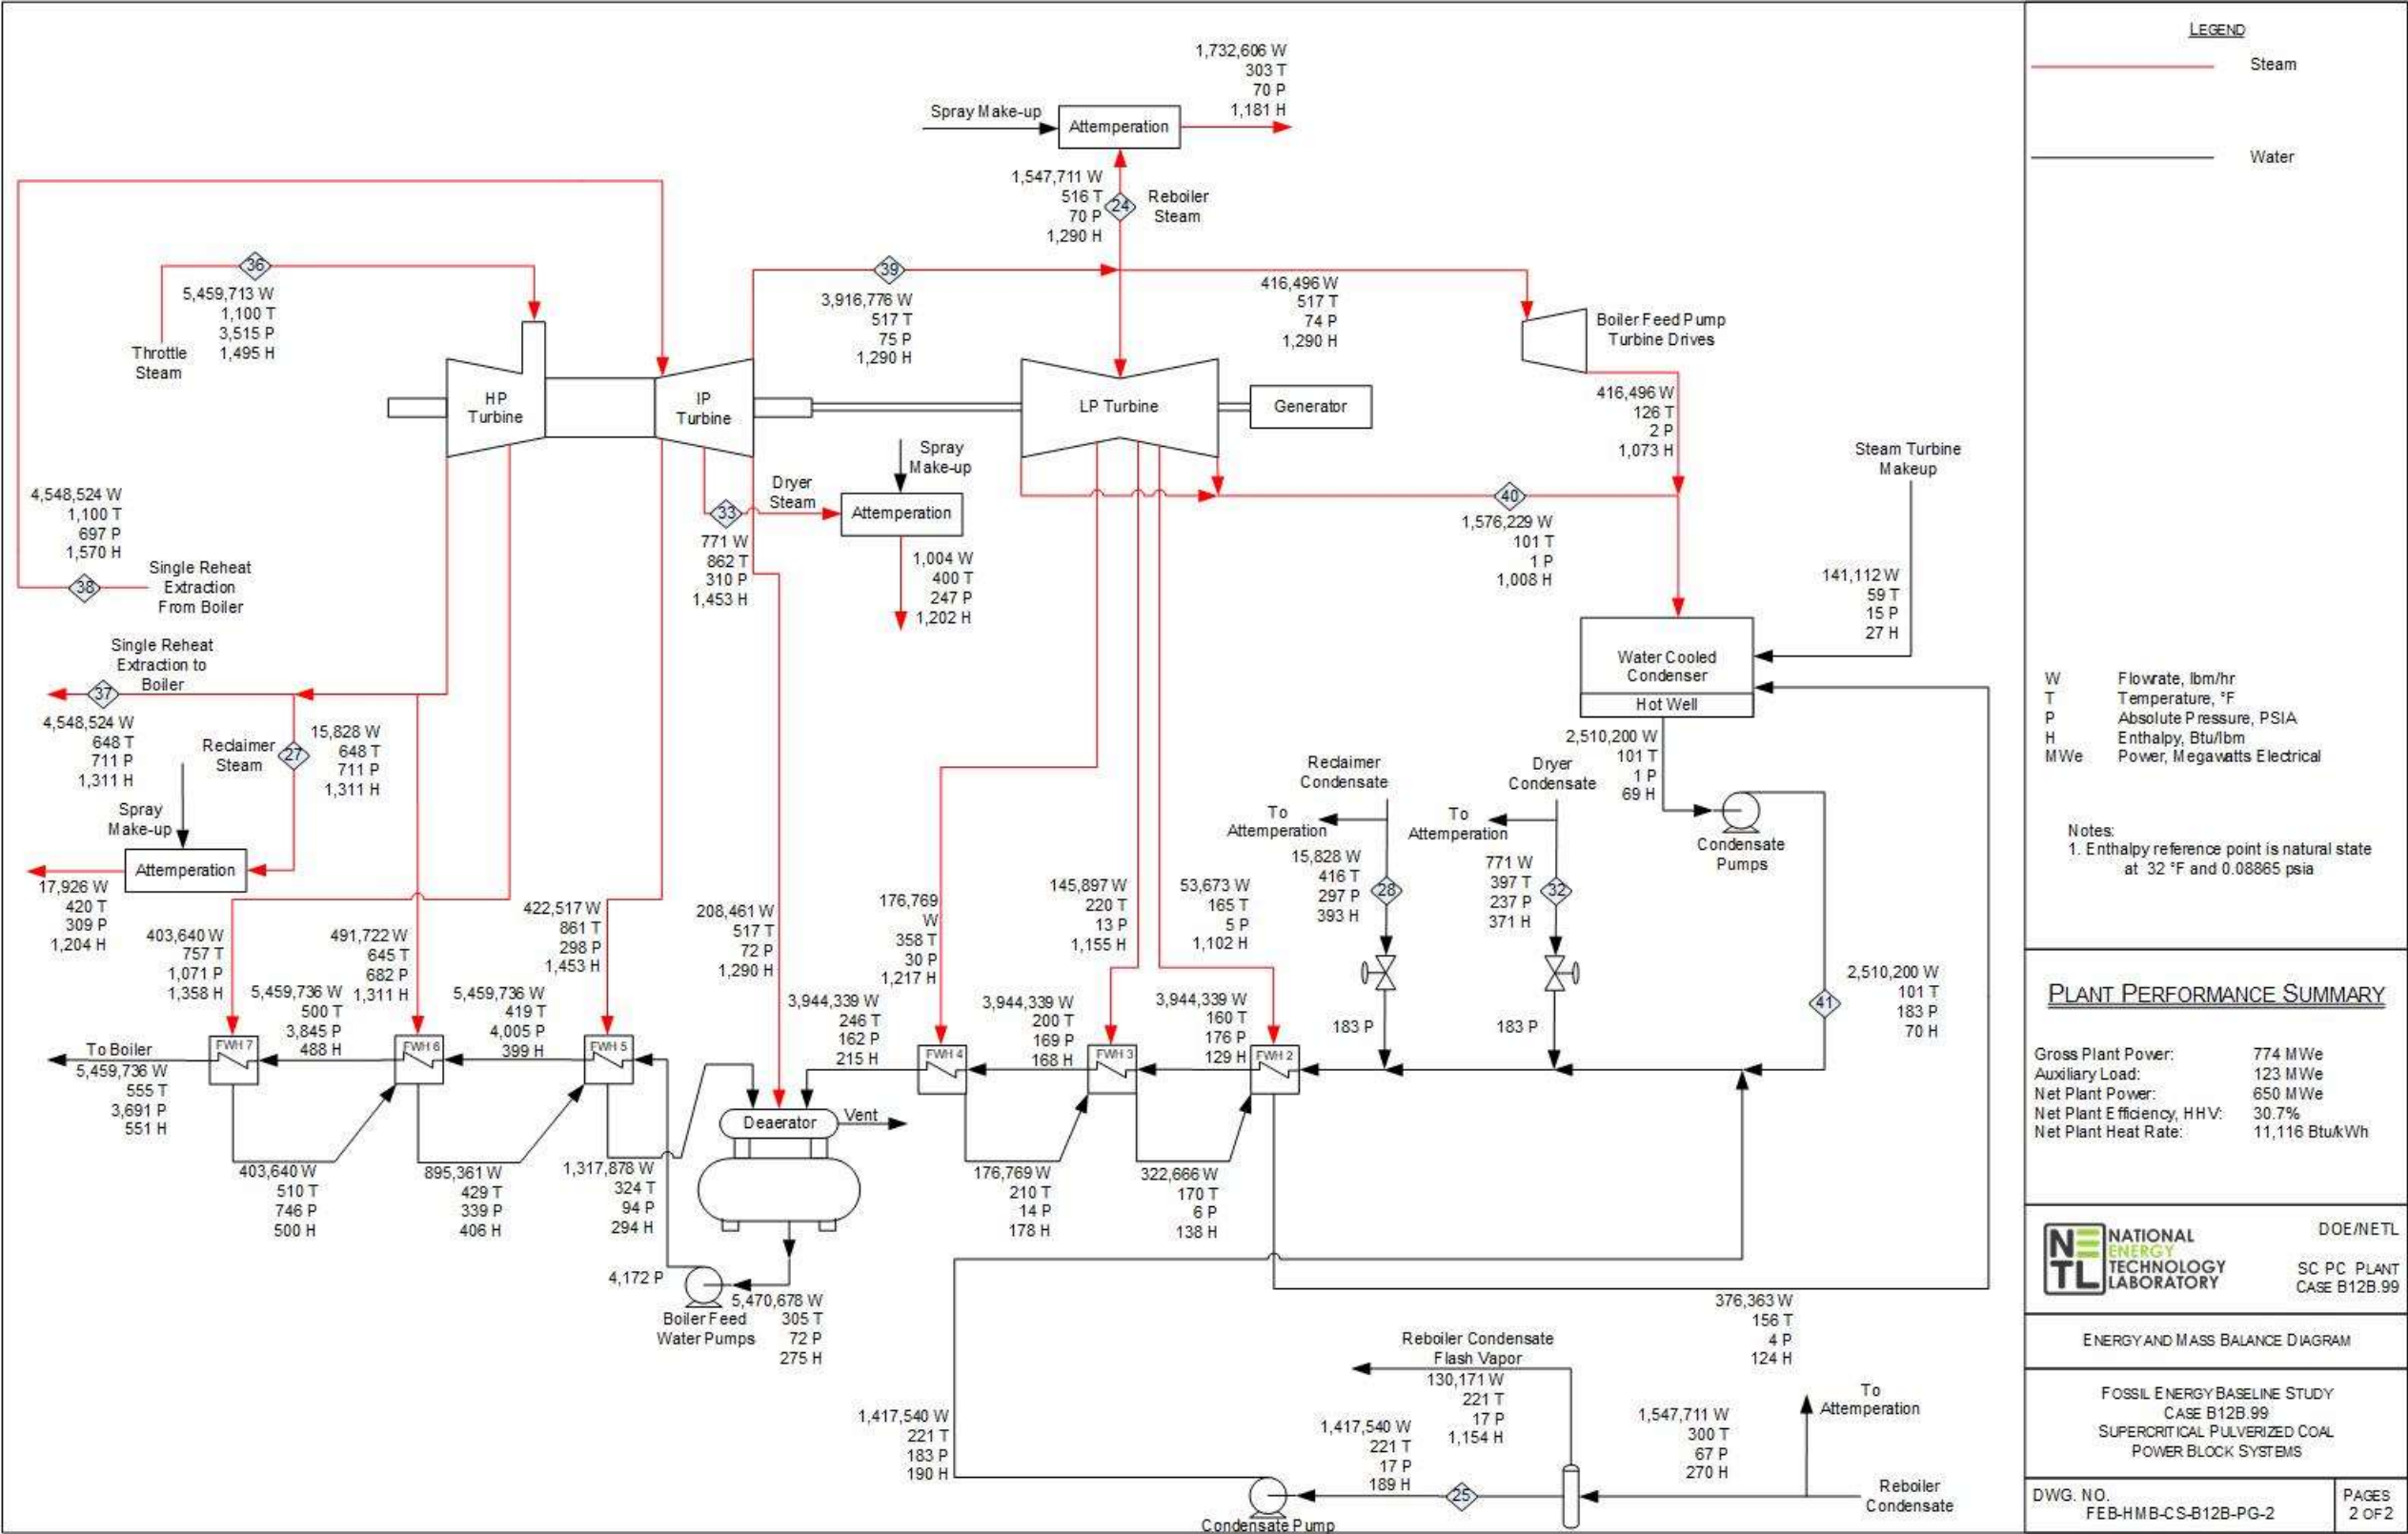 1,732,606 W
303 T
70 P
1,181 H
Spray Make-up
Attemperation
1,547,711 W
516 T
70 P
1,290 H
24
Reboiler
Steam
36
5,459,713 W
1,100 T
3,515 P
1,495 H
Throttle
Steam
39
3,916,776 W
517 T
75 P
1,290 H
416,496 W
517 T
74 P
1,290 H
Boiler Feed Pump
Turbine Drives
HP
Turbine
IP
Turbine
LP Turbine
Generator
416,496 W
126 T
2 P
1,073 H
Steam Turbine
Makeup
Spray
Make-up
Dryer
Steam
33
Attemperation
771 W
862 T
310 P
1,453 H
1,004 W
400 T
247 P
1,202 H
40
1,576,229 W
101 T
1 P
1,008 H
141,112 W
59 T
15 P
27 H
4,548,524 W
1,100 T
697 P
1,570 H
38
Single Reheat
Extraction
From Boiler
Single Reheat
Extraction to
Boiler
37
4,548,524 W
648 T
711 P
1,311 H
Reclaimer
Steam
27
15,828 W
648 T
711 P
1,311 H
Spray
Make-up
Attemperation
17,926 W
420 T
309 P
1,204 H
Water Cooled
Condenser
Hot Well
2,510,200 W
101 T
1 P
69 H
Condensate
Pumps
Reclaimer
Condensate
To
Attemperation
15,828 W
416 T
297 P
393 H
28
183 P
Dryer
Condensate
To
Attemperation
771 W
397 T
237 P
371 H
32
183 P
2,510,200 W
101 T
183 P
70 H
41
403,640 W
757 T
1,071 P
1,358 H
491,722 W
645 T
682 P
1,311 H
422,517 W
861 T
298 P
1,453 H
208,461 W
517 T
72 P
1,290 H
176,769
W
358 T
30 P
1,217 H
145,897 W
220 T
13 P
1,155 H
53,673 W
165 T
5 P
1,102 H
5,459,736 W
500 T
3,845 P
488 H
5,459,736 W
419 T
4,005 P
399 H
3,944,339 W
246 T
162 P
215 H
3,944,339 W
200 T
169 P
168 H
3,944,339 W
160 T
176 P
129 H
FWH 7
FWH 6
FWH 5
FWH 4
FWH 3
FWH 2
To Boiler
5,459,736 W
555 T
3,691 P
551 H
Deaerator
Vent
403,640 W
510 T
746 P
500 H
895,361 W
429 T
339 P
406 H
1,317,878 W
324 T
94 P
294 H
176,769 W
210 T
14 P
178 H
322,666 W
170 T
6 P
138 H
4,172 P
Boiler Feed
Water Pumps
5,470,678 W
305 T
72 P
275 H
376,363 W
156 T
4 P
124 H
Reboiler Condensate
Flash Vapor
130,171 W
221 T
17 P
1,154 H
1,417,540 W
221 T
183 P
190 H
1,417,540 W
221 T
17 P
189 H
25
1,547,711 W
300 T
67 P
270 H
To
Attemperation
Reboiler
Condensate
Condensate Pump
LEGEND
Steam
Water
W Flowrate, lbm/hr
T Temperature, °F
P Absolute Pressure, PSIA
H Enthalpy, Btu/lbm
MWe Power, Megawatts Electrical
Notes:
1. Enthalpy reference point is natural state
at 32 °F and 0.08865 psia
PLANT PERFORMANCE SUMMARY
Gross Plant Power: 774 MWe
Auxiliary Load: 123 MWe
Net Plant Power: 650 MWe
Net Plant Efficiency, HHV: 30.7%
Net Plant Heat Rate: 11,116 Btu/kWh
NETL
NATIONAL
ENERGY
TECHNOLOGY
LABORATORY
DOE/NETL
SC PC PLANT
CASE B12B.99
ENERGY AND MASS BALANCE DIAGRAM
FOSSIL ENERGY BASELINE STUDY
CASE B12B.99
SUPERCRITICAL PULVERIZED COAL
POWER BLOCK SYSTEMS
DWG. NO.
FEB-HMB-CS-B12B-PG-2
PAGES
2 OF 2